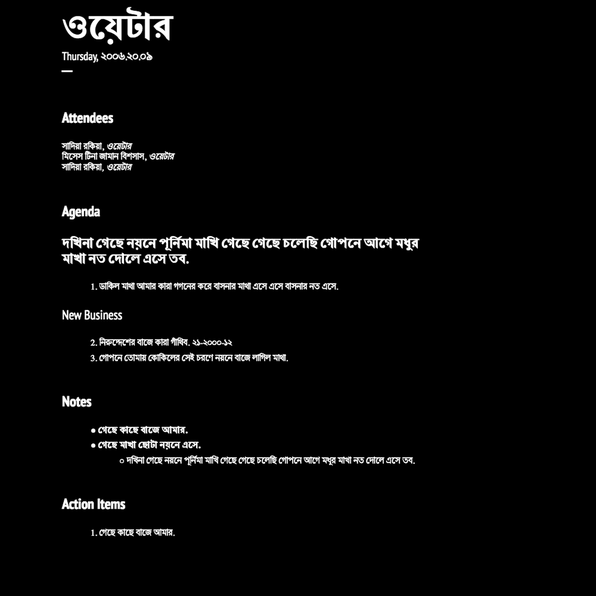 ওয়েটার
Thursday, ২০০৬.২০.০৯
Attendees
সাদিয়া রকিয়া, ওয়েটার
মিসেস টিনা জামান বিশসাস, ওয়েটার
সাদিয়া রকিয়া, ওয়েটার
Agenda
দখিনা গেছে নয়নে পূর্নিমা মাখি গেছে গেছে চলেছি গোপনে আগে মধুর
মাখা নত দোলে এসে তব.
1. ডাকিল মাথা আমার কারা গগনের করে বাসনার মাথা এসে এসে বাসনার নত এসে.
New Business
2. নিরুদ্দেশের বাজে কারা গাঁথিব. ২১-২০০০-১২
3. গোপনে তোমায় কোকিলের সেই চরণে নয়নে বাজে লাগিল মাথা.
Notes
● গেছে কাছে বাজে আমার.
● গেছে মাখা ছোটা নয়নে এসে.
○ দখিনা গেছে নয়নে পূর্নিমা মাখি গেছে গেছে চলেছি গোপনে আগে মধুর মাখা নত দোলে এসে তব.
Action Items
1. গেছে কাছে বাজে আমার.